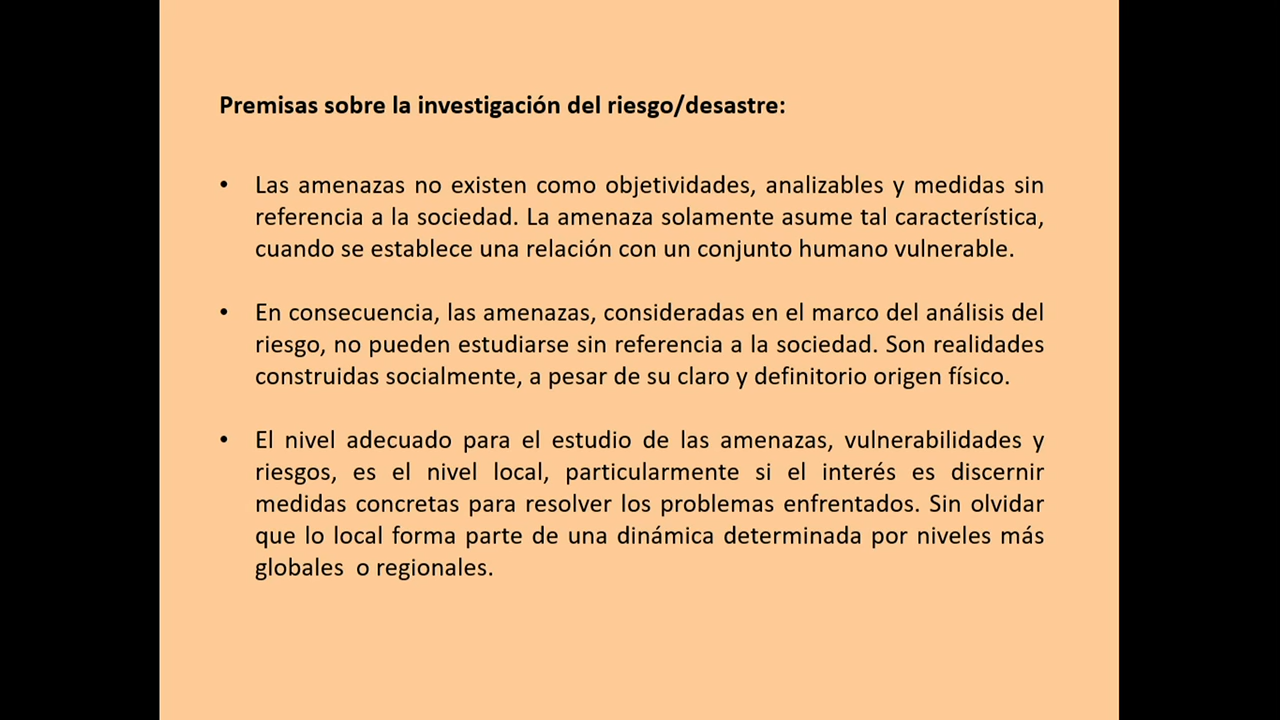 Premisas sobre la investigación del riesgo/desastre:
• Las amenazas no existen como objetividades, analizables y medidas sin
referencia a la sociedad. La amenaza solamente asume tal característica,
cuando se establece una relación con un conjunto humano vulnerable.
• En consecuencia, las amenazas, consideradas en el marco del análisis del
riesgo, no pueden estudiarse sin referencia a la sociedad. Son realidades
construidas socialmente, a pesar de su claro y definitorio origen físico.
• El nivel adecuado para el estudio de las amenazas, vulnerabilidades y
riesgos, es el nivel local, particularmente si el interés es discernir
medidas concretas para resolver los problemas enfrentados. Sin olvidar
que lo local forma parte de una dinámica determinada por niveles más
globales  o regionales.